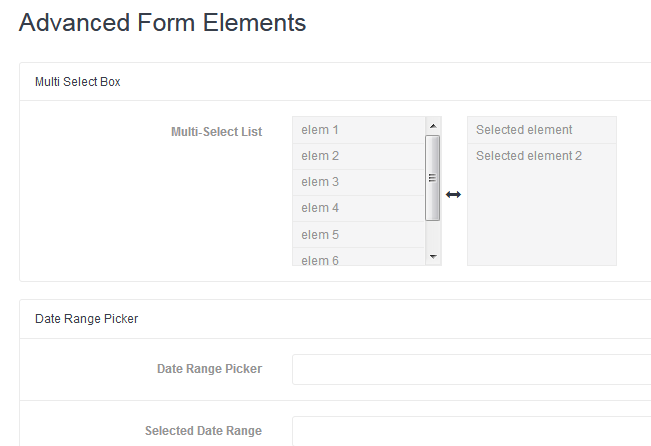 Advanced Form Elements
Multi Select Box
Multi-Select List
elem 1
elem 2
elem 3
elem 4
elem 5
elem 6
Selected element
Selected element 2
Date Range Picker
Date Range Picker
Selected Date Range